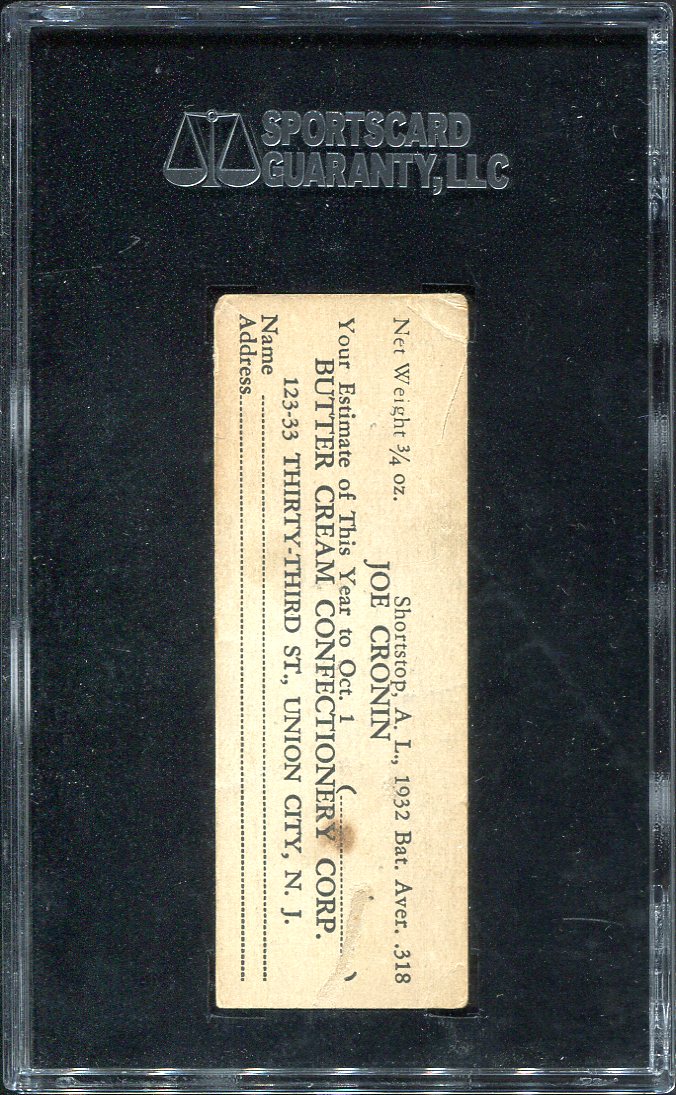 SPORTSCARD
GUARANTY, LLC
Net Weight 3/4 oz.
Shortstop, A. L., 1932 Bat. Aver. .318
JOE CRONIN
Your Estimate of This Year to Oct. 1 (..............................)
BUTTER CREAM CONFECTIONERY CORP.
123-33 THIRTY-THIRD ST., UNION CITY, N. J.
Name ..............................
Address ..............................